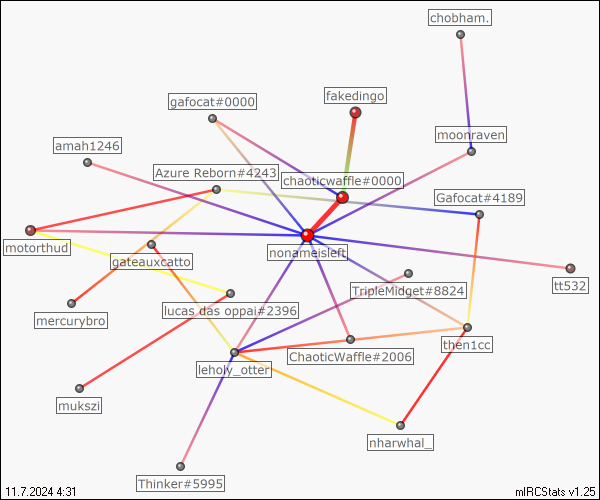 chobham.
fakedingo
gafocat#0000
moonraven
amah1246
Azure Reborn#4243
chaoticwaffle#0000
Gafocat#4189
motorthud
nonameisleft
gateauxcatto
tt532
TripleMidget#8824
lucas das oppai#2396
mercurybro
then1cc
ChaoticWaffle#2006
leholy_otter
mukszi
nharwhal_
Thinker#5995
11.7.2024 4:31
mIRCStats v1.25